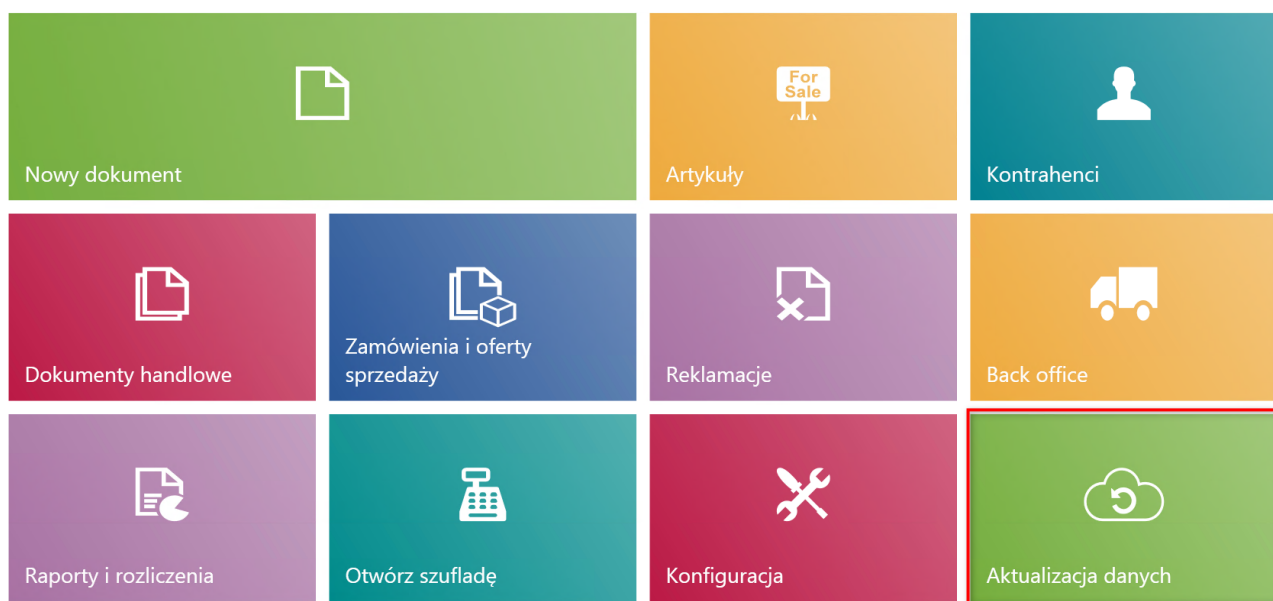 For
Sale
Nowy dokument
Artykuły
Kontrahenci
Dokumenty handlowe
Zamówienia i oferty
sprzedaży
Reklamacje
Back office
Raporty i rozliczenia
Otwórz szufladę
Konfiguracja
Aktualizacja danych